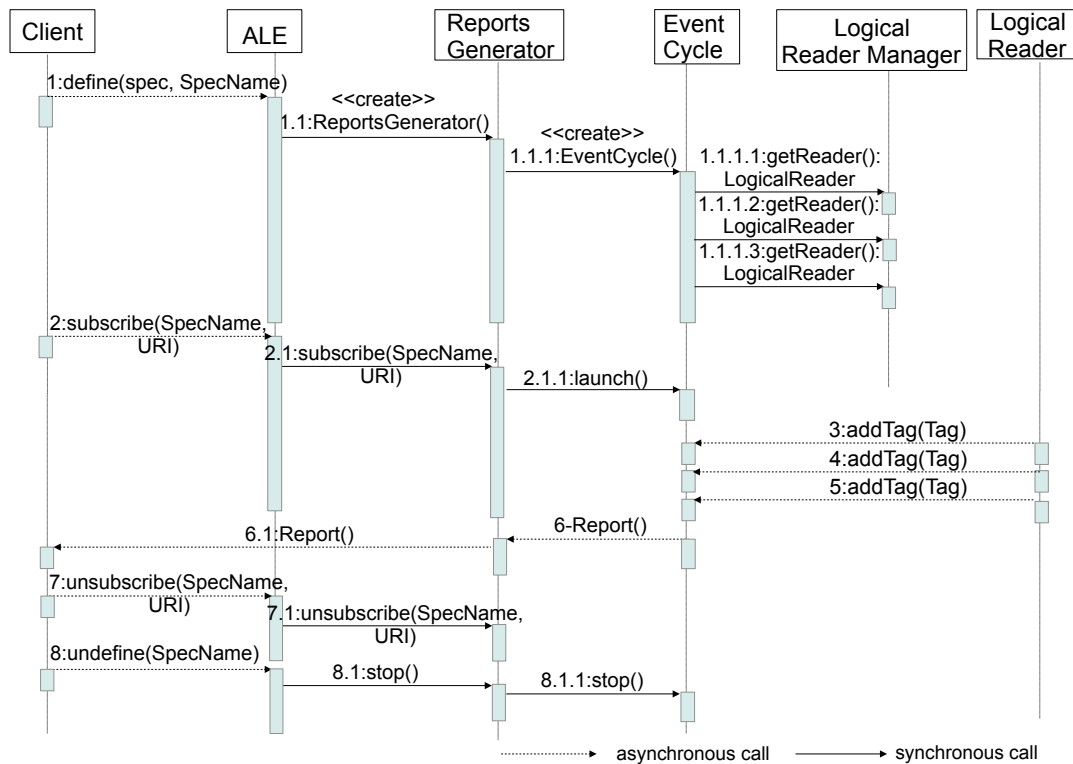 Client
ALE
Reports
Generator
Event
Cycle
Logical
Reader Manager
Logical
Reader
1:define(spec, SpecName)
<<create>>
1.1:ReportsGenerator()
<<create>>
1.1.1:EventCycle()
1.1.1.1:getReader():
LogicalReader
1.1.1.2:getReader():
LogicalReader
1.1.1.3:getReader():
LogicalReader
2:subscribe(SpecName,
URI)
2.1:subscribe(SpecName,
URI)
2.1.1:launch()
3:addTag(Tag)
4:addTag(Tag)
5:addTag(Tag)
6-Report()
6.1:Report()
7:unsubscribe(SpecName,
URI)
7.1:unsubscribe(SpecName,
URI)
8:undefine(SpecName)
8.1:stop()
8.1.1:stop()
asynchronous call
synchronous call